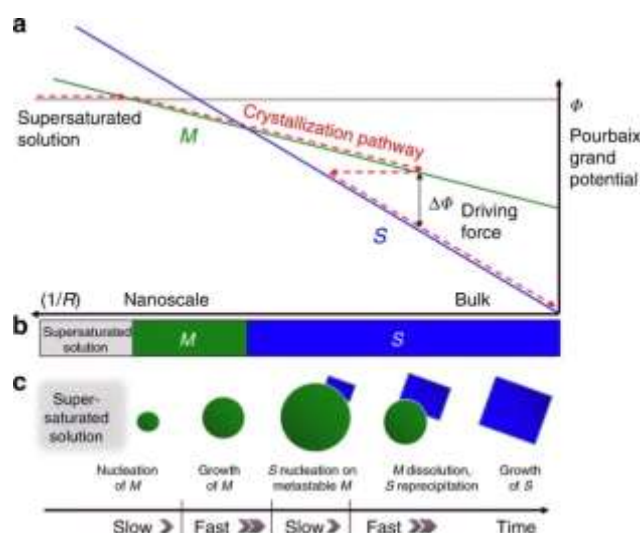 a
Φ
Supersaturated
solution
M
Crystallization pathway
Pourbaix
grand
potential
ΔΦ
Driving
force
S
(1/R)
Nanoscale
Bulk
b
Supersaturated
solution
M
S
c
Super-
saturated
solution
Nucleation
of M
Growth
of M
S nucleation on
metastable M
M dissolution,
S reprecipitation
Growth
of S
Slow
Fast
Slow
Fast
Time